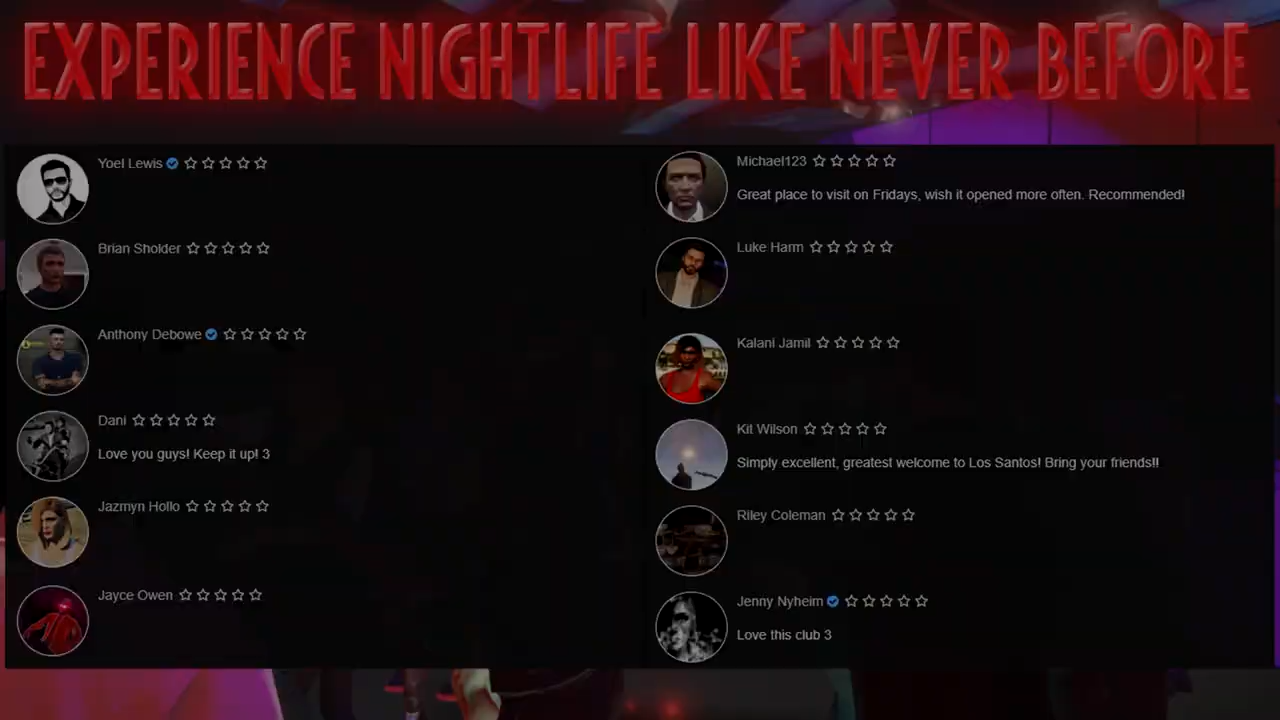 EXPERIENCE NIGHTLIFE LIKE NEVER BEFORE
Yoel Lewis
Brian Sholder
Anthony Debowe
Dani
Love you guys! Keep it up! 3
Jazmyn Hollo
Jayce Owen
Michael123
Great place to visit on Fridays, wish it opened more often. Recommended!
Luke Harm
Kalani Jamil
Kit Wilson
Simply excellent, greatest welcome to Los Santos! Bring your friends!!
Riley Coleman
Jenny Nyheim
Love this club 3